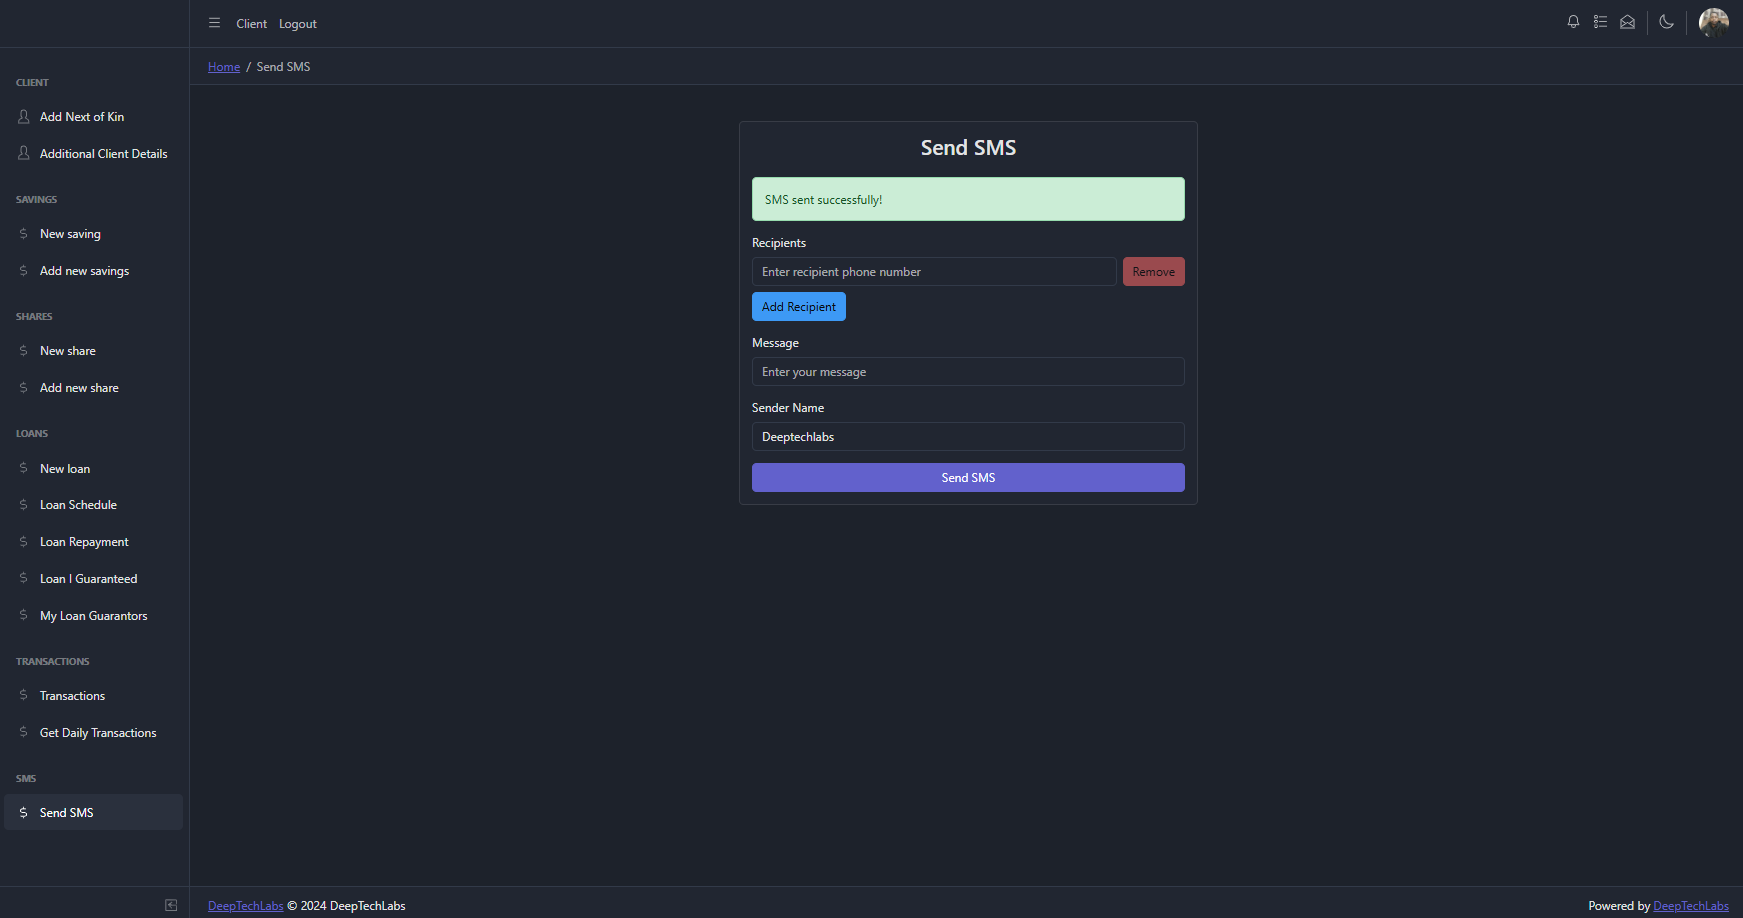 Client Logout
Home / Send SMS
CLIENT
Add Next of Kin
Additional Client Details
SAVINGS
New saving
Add new savings
SHARES
New share
Add new share
LOANS
New loan
Loan Schedule
Loan Repayment
Loan I Guaranteed
My Loan Guarantors
TRANSACTIONS
Transactions
Get Daily Transactions
SMS
Send SMS
Send SMS
SMS sent successfully!
Recipients
Enter recipient phone number Remove
Add Recipient
Message
Enter your message
Sender Name
Deeptechlabs
Send SMS
DeepTechLabs © 2024 DeepTechLabs
Powered by DeepTechLabs